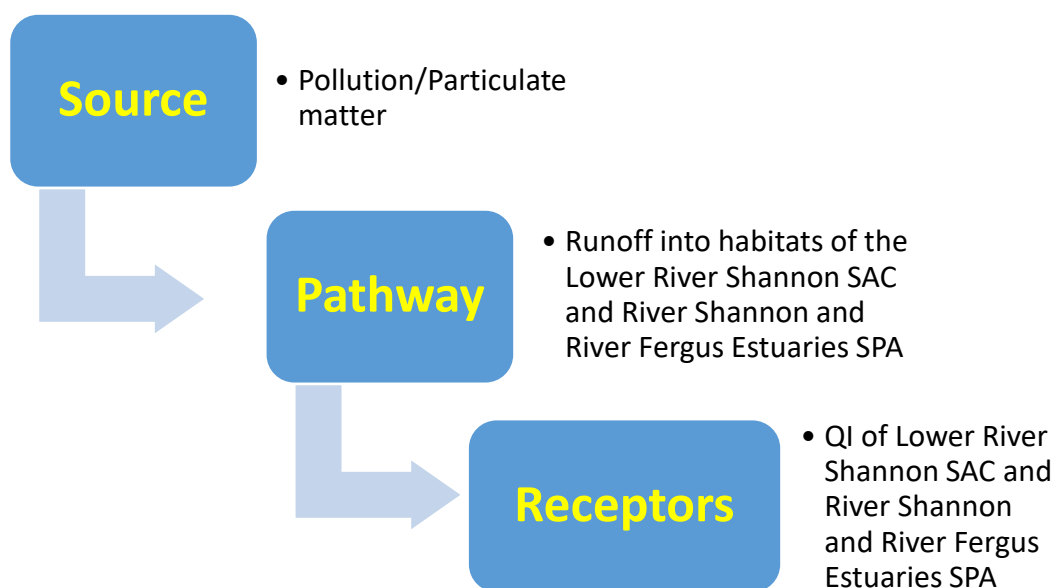 Source
• Pollution/Particulate
matter
Pathway
• Runoff into habitats of the
Lower River Shannon SAC
and River Shannon and
River Fergus Estuaries SPA
Receptors
• QI of Lower River
Shannon SAC and
River Shannon
and River Fergus
Estuaries SPA